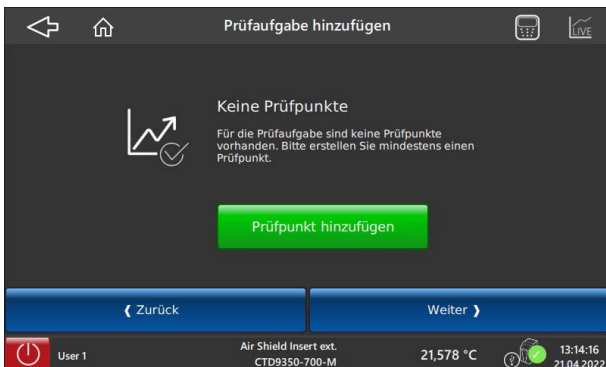 Prüfaufgabe hinzufügen
LIVE
Keine Prüfpunkte
Für die Prüfaufgabe sind keine Prüfpunkte
vorhanden. Bitte erstellen Sie mindestens einen
Prüfpunkt.
Prüfpunkt hinzufügen
❰ Zurück
Weiter ❱
User 1
Air Shield Insert ext.
CTD9350-700-M
21,578 °C
13:14:16
21.04.2022